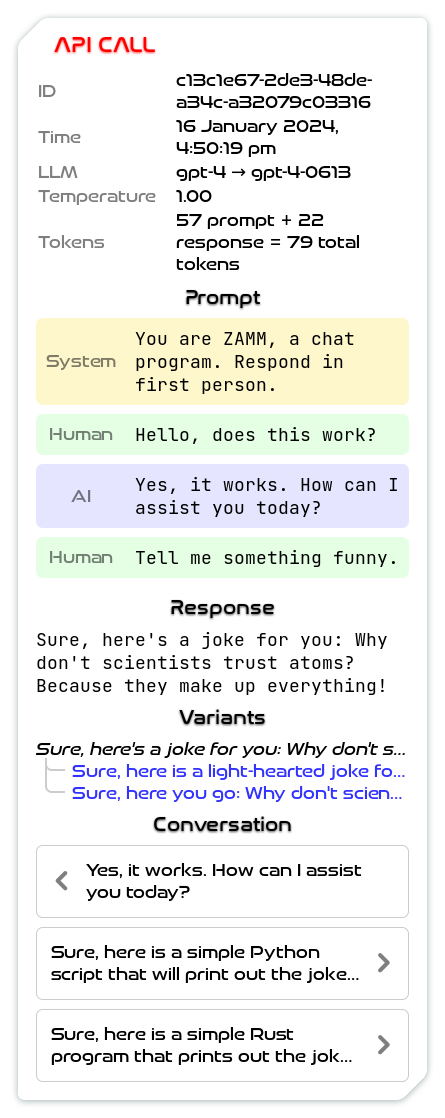 API CALL
ID
c13c1e67-2de3-48de-
a34c-a32079c03316
Time
16 January 2024,
4:50:19 pm
LLM
gpt-4 → gpt-4-0613
Temperature
1.00
Tokens
57 prompt + 22
response = 79 total
tokens
Prompt
System
You are ZAMM, a chat
program. Respond in
first person.
Human
Hello, does this work?
AI
Yes, it works. How can I
assist you today?
Human
Tell me something funny.
Response
Sure, here's a joke for you: Why
don't scientists trust atoms?
Because they make up everything!
Variants
Sure, here's a joke for you: Why don't s...
Sure, here is a light-hearted joke fo...
Sure, here you go: Why don't scien...
Conversation
Yes, it works. How can I assist
you today?
Sure, here is a simple Python
script that will print out the joke...
Sure, here is a simple Rust
program that prints out the jok...